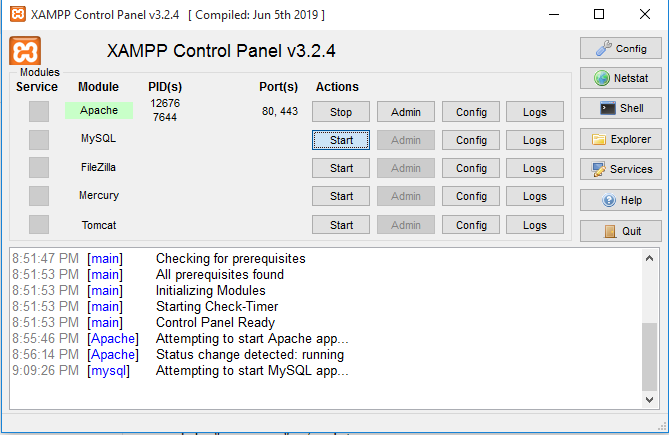 XAMPP Control Panel v3.2.4 [ Compiled: Jun 5th 2019 ]
XAMPP Control Panel v3.2.4
Config
Modules
Service Module PID(s) Port(s) Actions
Netstat
Apache 12676 7644 80, 443 Stop Admin Config Logs
Shell
MySQL Start Admin Config Logs
Explorer
FileZilla Start Admin Config Logs
Services
Mercury Start Admin Config Logs
Help
Tomcat Start Admin Config Logs
Quit
8:51:47 PM [main] Checking for prerequisites
8:51:53 PM [main] All prerequisites found
8:51:53 PM [main] Initializing Modules
8:51:53 PM [main] Starting Check-Timer
8:51:53 PM [main] Control Panel Ready
8:55:46 PM [Apache] Attempting to start Apache app...
8:56:14 PM [Apache] Status change detected: running
9:09:26 PM [mysql] Attempting to start MySQL app...